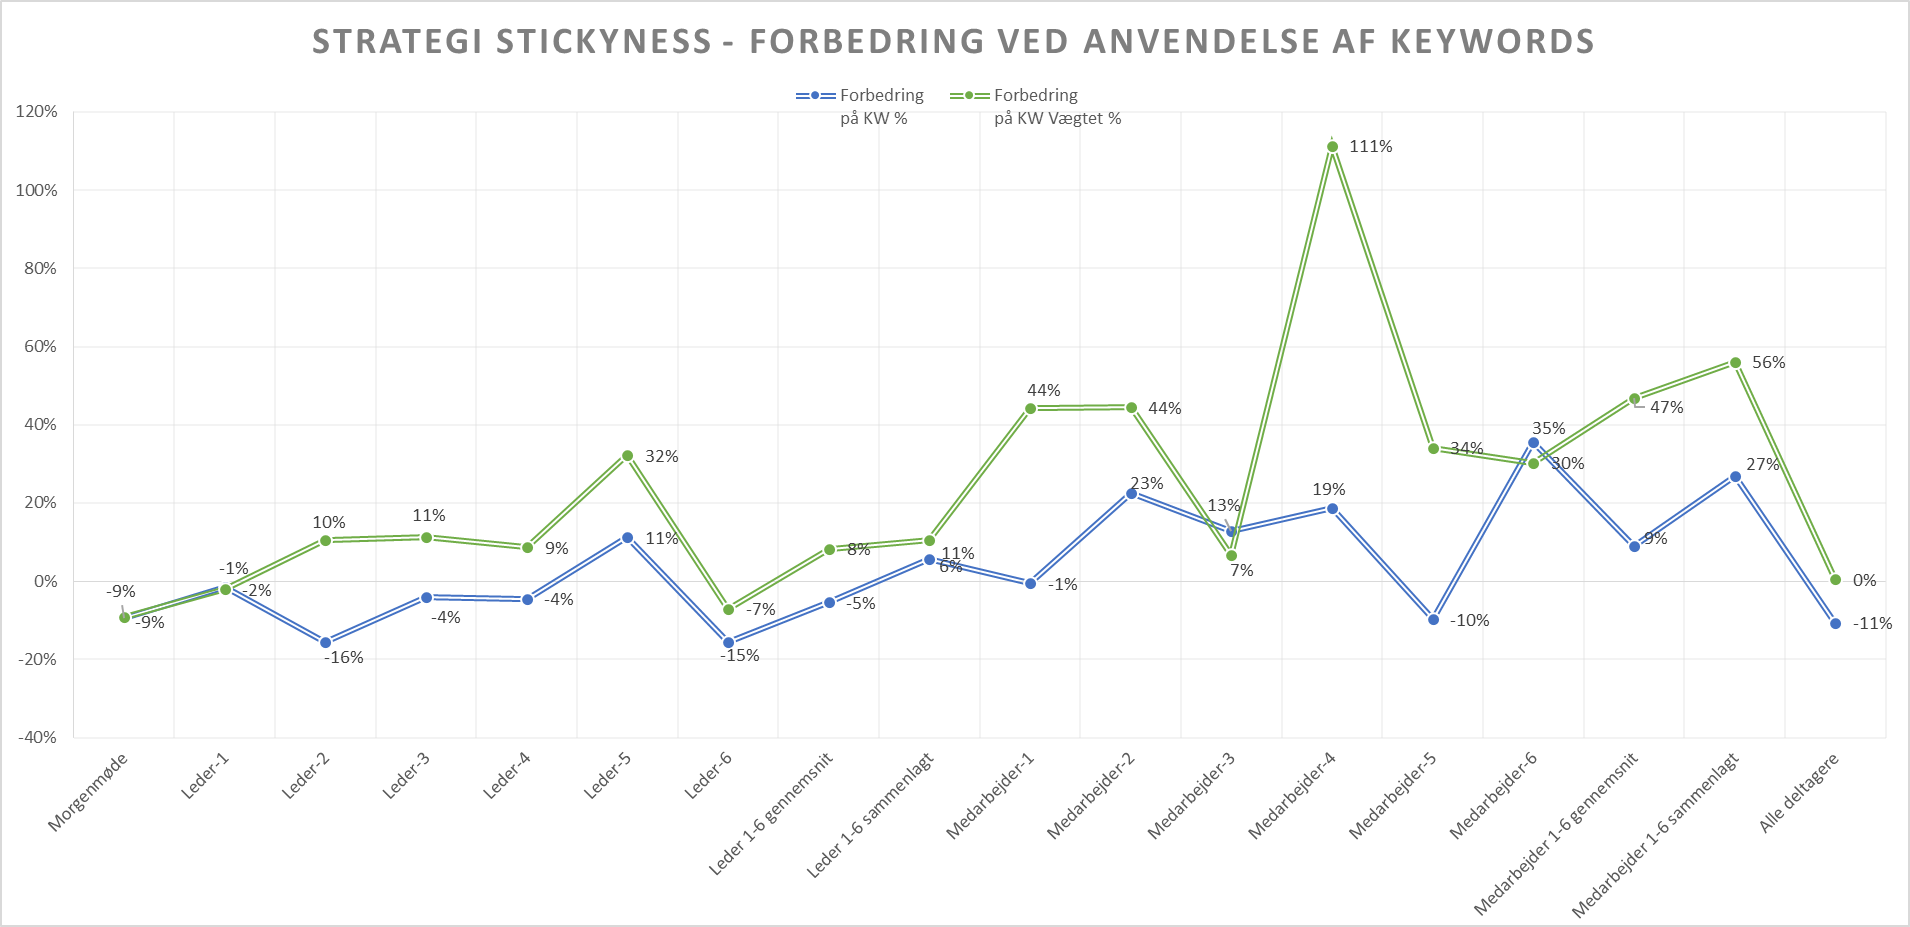 STRATEGI STICKYNESS - FORBEDRING VED ANVENDELSE AF KEYWORDS
Forbedring
på KW %
Forbedring
på KW Vægtet %
120%
100%
80%
60%
40%
20%
0%
-20%
-40%
-9%
-9%
-1%
-2%
10%
-16%
11%
-4%
9%
-4%
32%
11%
-7%
-15%
8%
-5%
11%
6%
44%
-1%
44%
23%
13%
7%
111%
19%
34%
-10%
35%
30%
47%
9%
56%
27%
0%
-11%
Morgenmøde
Leder-1
Leder-2
Leder-3
Leder-4
Leder-5
Leder-6
Leder 1-6 gennemsnit
Leder 1-6 sammenlagt
Medarbejder-1
Medarbejder-2
Medarbejder-3
Medarbejder-4
Medarbejder-5
Medarbejder-6
Medarbejder 1-6 gennemsnit
Medarbejder 1-6 sammenlagt
Alle deltagere